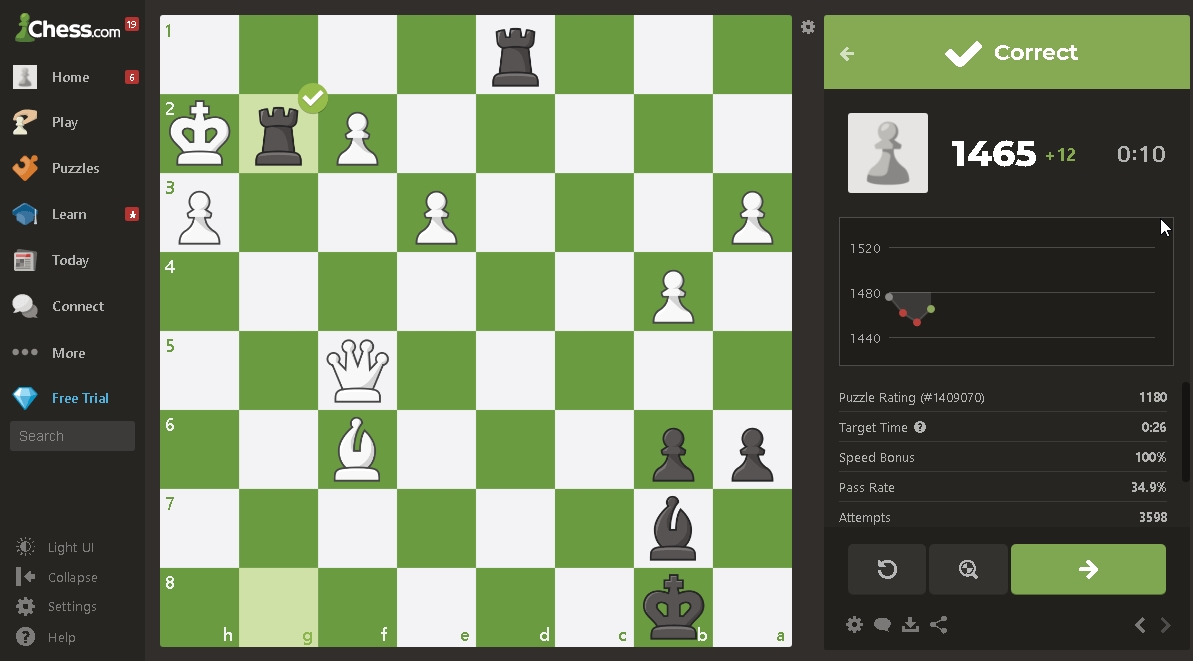 Chess.com 19
Home 6
Play
Puzzles
Learn
Today
Connect
More
Free Trial
Search
Light UI
Collapse
Settings
Help
1
2
3
4
5
6
7
8
h g f e d c b a
Correct
1465 +12 0:10
1520
1480
1440
Puzzle Rating (#1409070) 1180
Target Time ? 0:26
Speed Bonus 100%
Pass Rate 34.9%
Attempts 3598